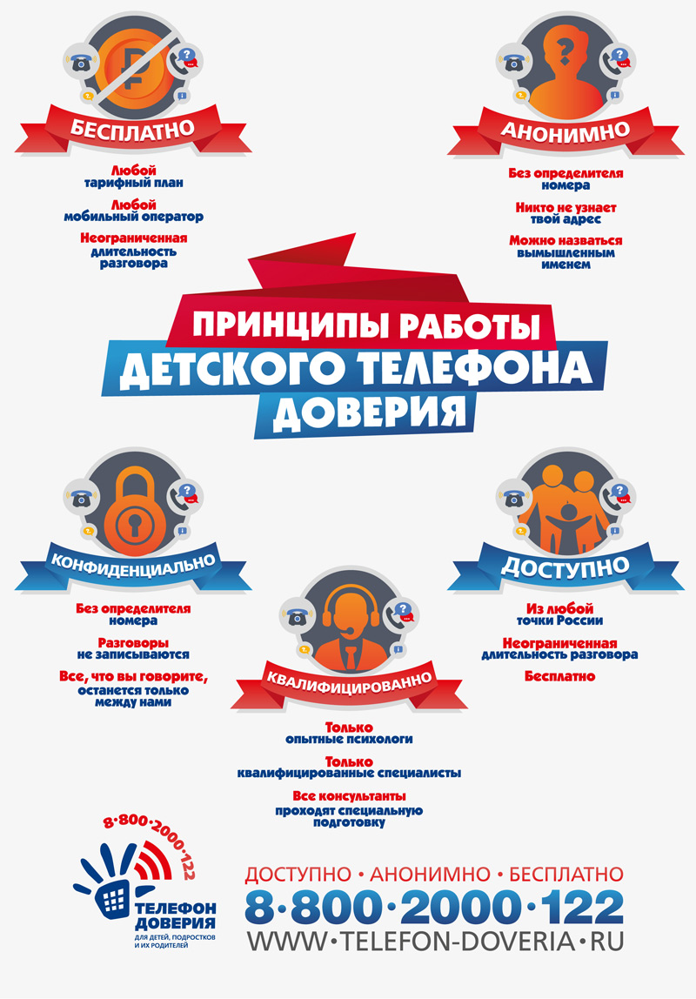 БЕСПЛАТНО
Любой
тарифный план
Любой
мобильный оператор
Неограниченная
длительность
разговора
АНОНИМНО
Без определителя
номера
Никто не узнает
твой адрес
Можно назваться
вымышленным
именем
ПРИНЦИПЫ РАБОТЫ
ДЕТСКОГО ТЕЛЕФОНА
ДОВЕРИЯ
КОНФИДЕНЦИАЛЬНО
Без определителя
номера
Разговоры
не записываются
Все, что вы говорите,
останется только
между нами
КВАЛИФИЦИРОВАННО
Только
опытные психологи
Только
квалифицированные специалисты
Все консультанты
проходят специальную
подготовку
ДОСТУПНО
Из любой
точки России
Неограниченная
длительность разговора
Бесплатно
8·800·2000·122
ТЕЛЕФОН
ДОВЕРИЯ
ДЛЯ ДЕТЕЙ, ПОДРОСТКОВ
И ИХ РОДИТЕЛЕЙ
ДОСТУПНО · АНОНИМНО · БЕСПЛАТНО
8·800·2000·122
WWW·TELEFON-DOVERIA·RU